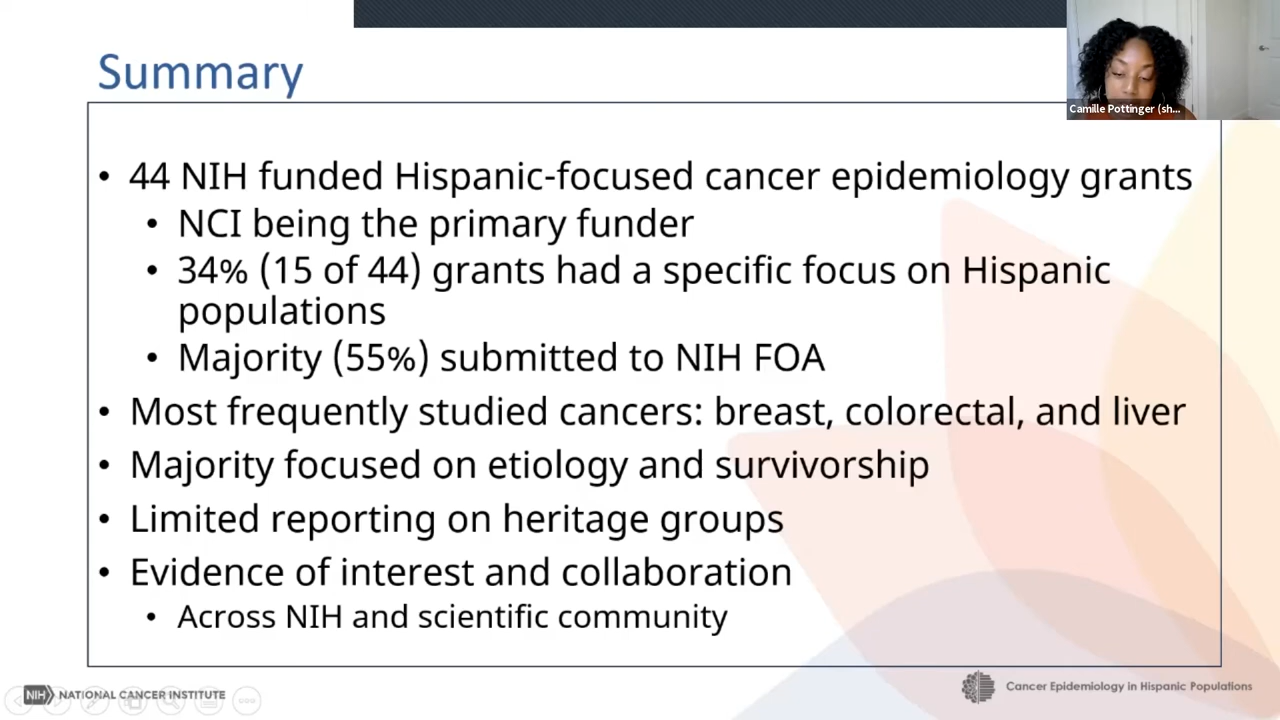 Summary
Camille Pottinger (sh...
• 44 NIH funded Hispanic-focused cancer epidemiology grants
• NCI being the primary funder
• 34% (15 of 44) grants had a specific focus on Hispanic
populations
• Majority (55%) submitted to NIH FOA
• Most frequently studied cancers: breast, colorectal, and liver
• Majority focused on etiology and survivorship
• Limited reporting on heritage groups
• Evidence of interest and collaboration
• Across NIH and scientific community
NIH NATIONAL CANCER INSTITUTE
Cancer Epidemiology in Hispanic Populations